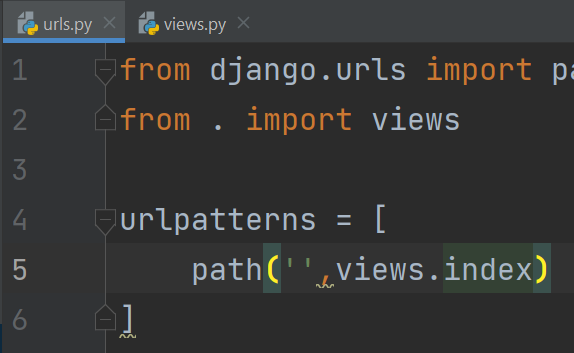 urls.py
views.py
1 from django.urls import
2 from . import views
3
4 urlpatterns = [
5 path('',views.index)
6 ]